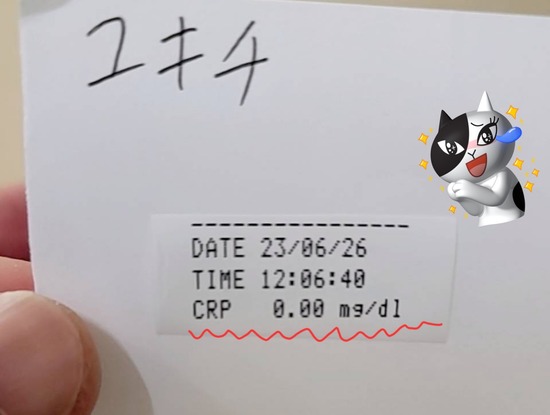 ユキチ
DATE 23/06/26
TIME 12:06:40
CRP 0.00 mg/dl